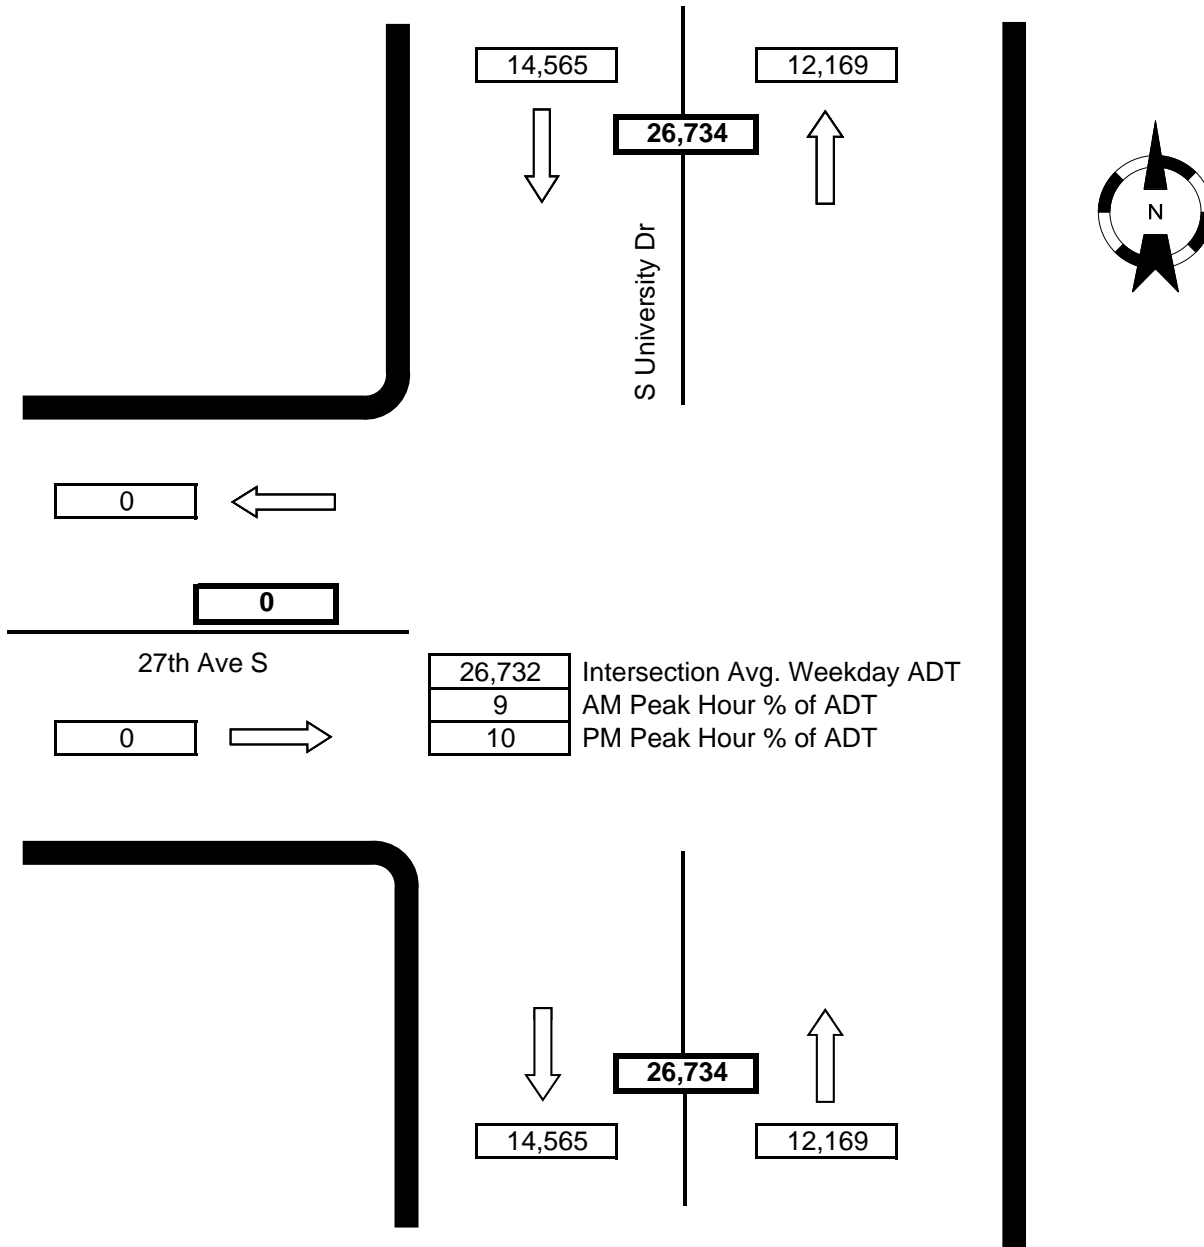 14,565
12,169
26,734
N
S University Dr
0
0
27th Ave S
26,732 Intersection Avg. Weekday ADT
9 AM Peak Hour % of ADT
0
10 PM Peak Hour % of ADT
26,734
14,565
12,169